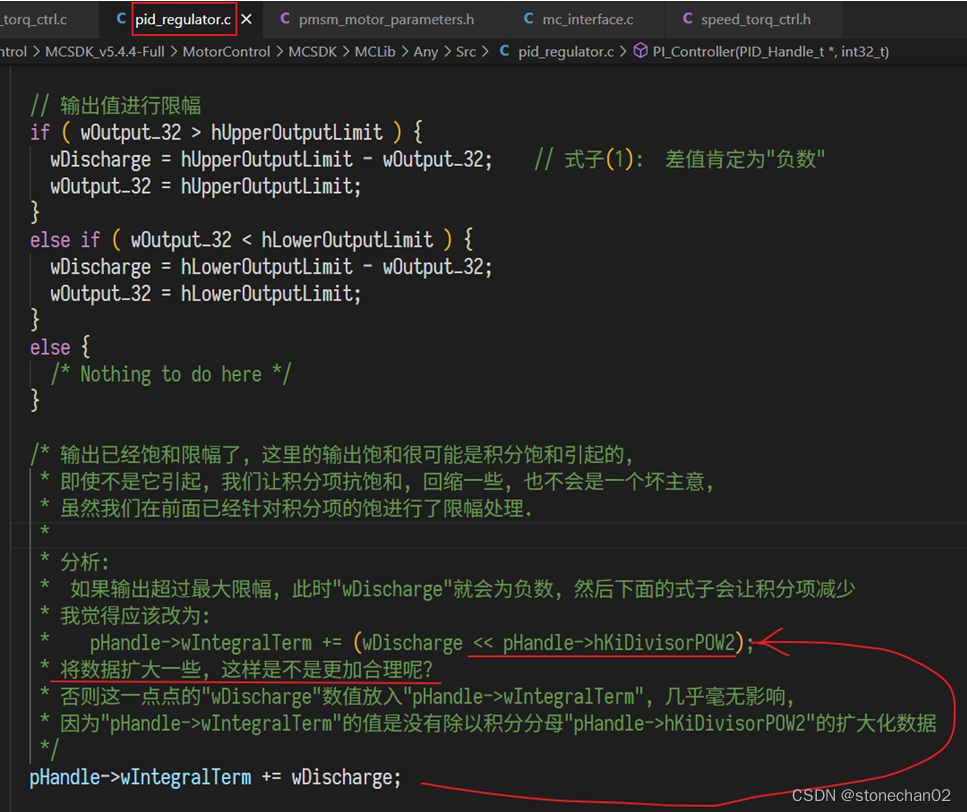 _torq_ctrl.c C pid_regulator.c × C pmsm_motor_parameters.h C mc_interface.c C speed_torq_ctrl.h
ntrol > MCSDK_v5.4.4-Full > MotorControl > MCSDK > MCLib > Any > Src > C pid_regulator.c > PI_Controller(PID_Handle_t *, int32_t)
// 输出值进行限幅
if ( wOutput_32 > hUpperOutputLimit ) {
wDischarge = hUpperOutputLimit - wOutput_32; // 式子(1): 差值肯定为"负数"
wOutput_32 = hUpperOutputLimit;
}
else if ( wOutput_32 < hLowerOutputLimit ) {
wDischarge = hLowerOutputLimit - wOutput_32;
wOutput_32 = hLowerOutputLimit;
}
else {
/* Nothing to do here */
}
/* 输出已经饱和限幅了, 这里的输出饱和很可能是积分饱和引起的,
* 即使不是它引起, 我们让积分项抗饱和, 回缩一些, 也不会是一个坏主意,
* 虽然我们在前面已经针对积分项的饱进行了限幅处理.
*
* 分析:
* 如果输出超过最大限幅, 此时"wDischarge"就会为负数, 然后下面的式子会让积分项减少
* 我觉得应该改为:
* pHandle->wIntegralTerm += (wDischarge << pHandle->hKiDivisorPOW2);
* 将数据扩大一些, 这样是不是更加合理呢?
* 否则这一点点的"wDischarge"数值放入"pHandle->wIntegralTerm", 几乎毫无影响,
* 因为"pHandle->wIntegralTerm"的值是没有除以积分分母"pHandle->hKiDivisorPOW2"的扩大化数据
*/
pHandle->wIntegralTerm += wDischarge;
CSDN @stonechan02